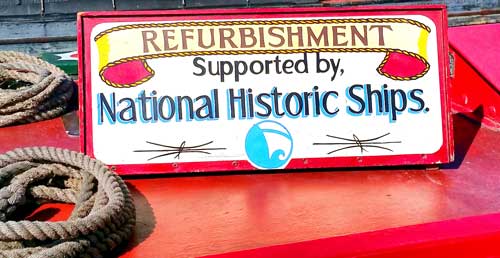 REFURBISHMENT
Supported by,
National Historic Ships.